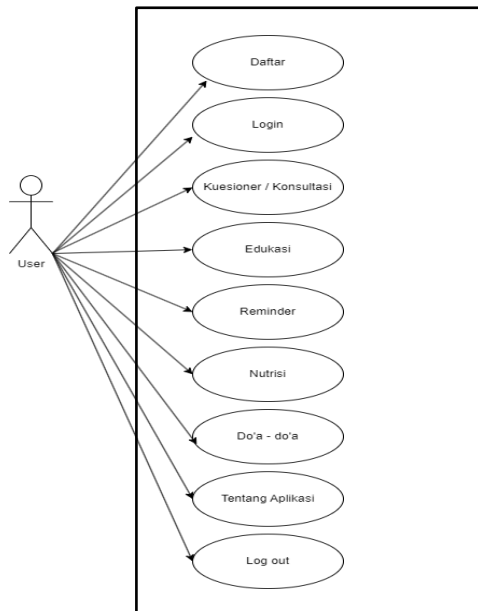 Daftar
Login
Kuesioner / Konsultasi
User
Edukasi
Reminder
Nutrisi
Do'a - do'a
Tentang Aplikasi
Log out